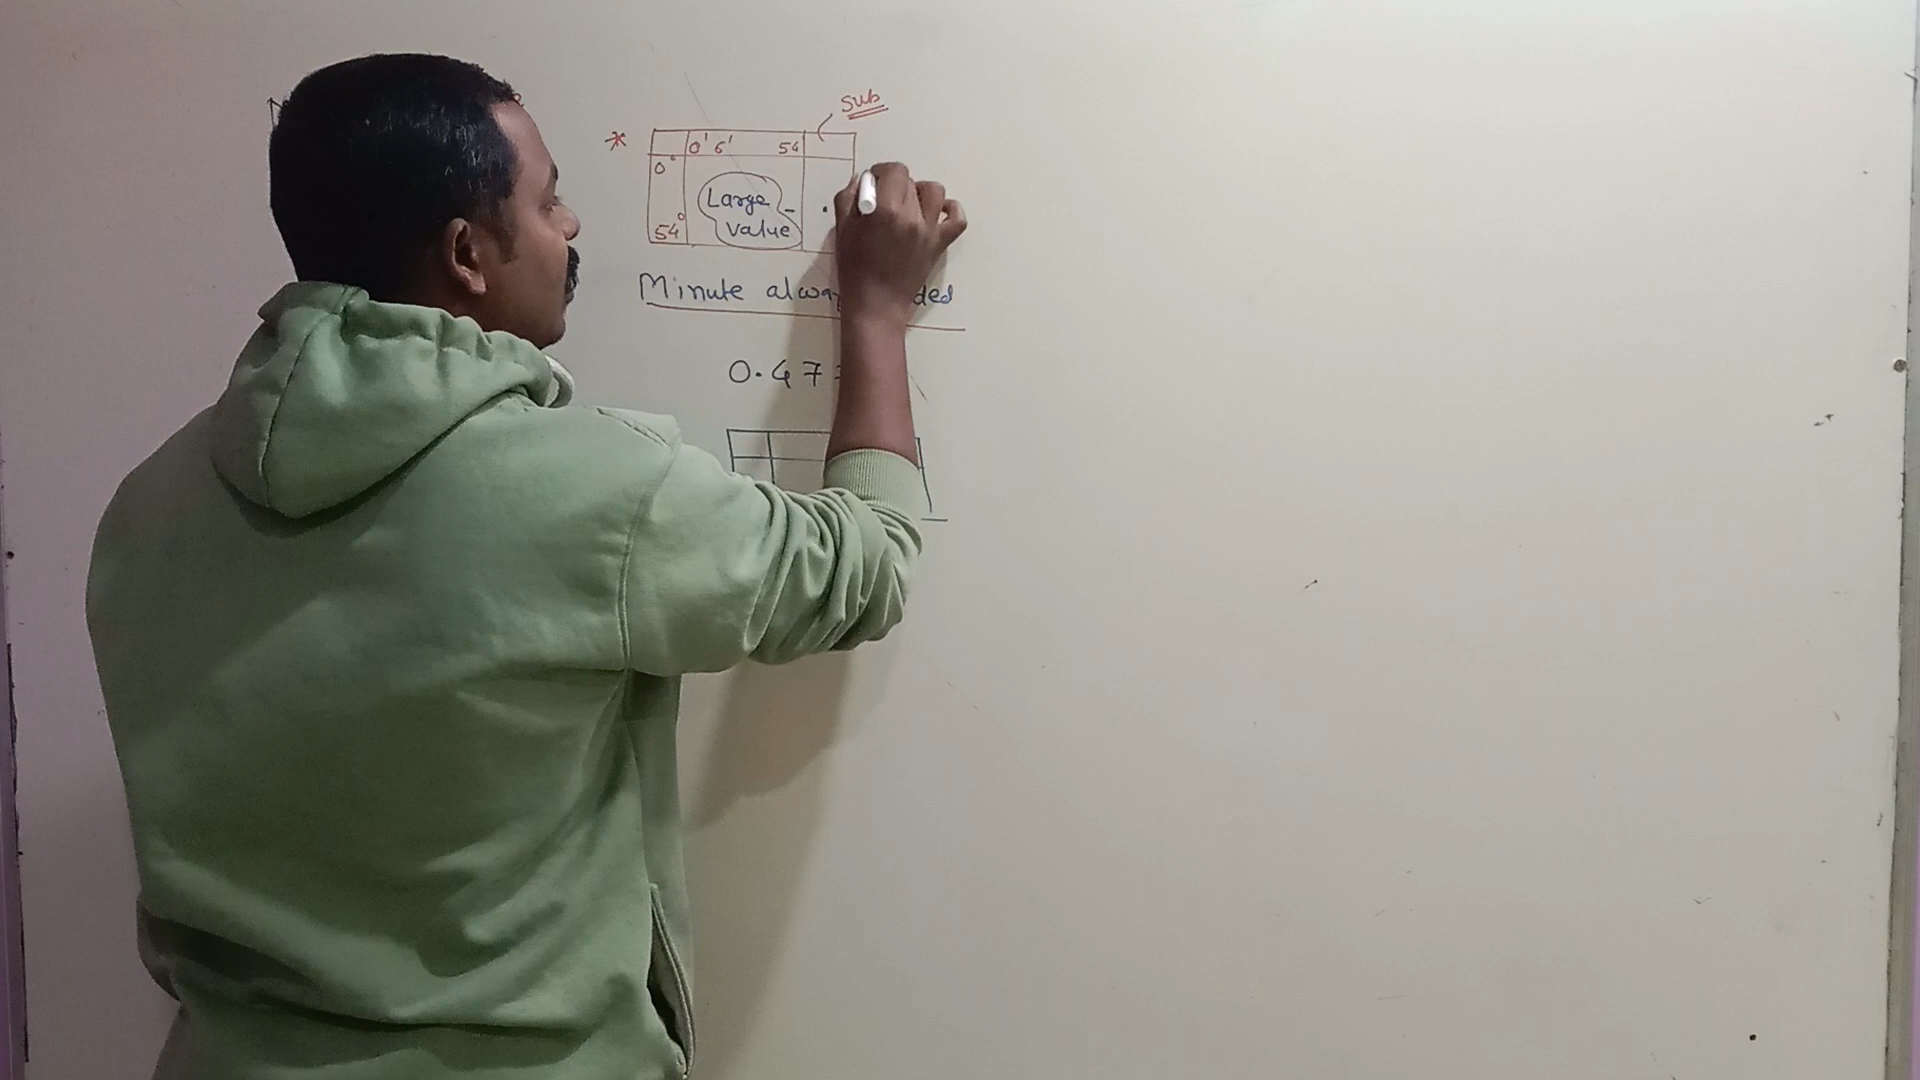 Sub
*
0' 6' 54
0°
Large -
54° value
Minute
0.47